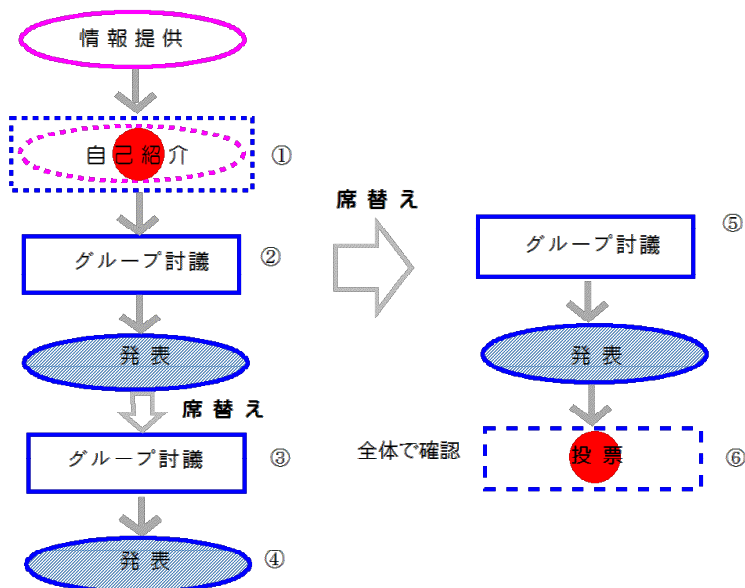 情報提供
自己紹介
①
グループ討議
②
発表
席替え
グループ討議
③
発表
④
席替え
グループ討議
⑤
発表
全体で確認
投票
⑥